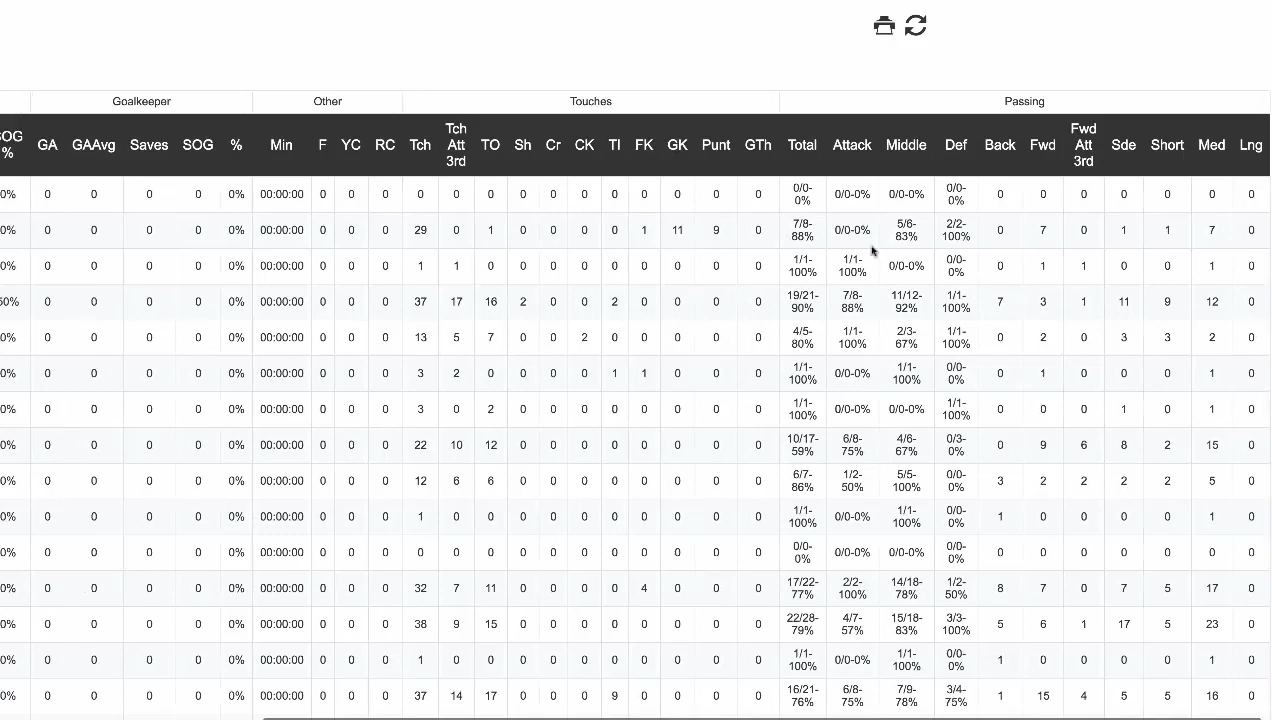 Goalkeeper Other Touches Passing
SOG % GA GAAvg Saves SOG % Min F YC RC Tch Tch Att 3rd TO Sh Cr CK TI FK GK Punt GTh Total Attack Middle Def Back Fwd Fwd Att 3rd Sde Short Med Lng
0% 0 0 0 0 0% 00:00:00 0 0 0 0 0 0 0 0 0 0 0 0 0 0 0/0-0% 0/0-0% 0/0-0% 0/0-0% 0 0 0 0 0 0 0
0% 0 0 0 0 0% 00:00:00 0 0 0 29 0 1 0 0 0 0 1 11 9 0 7/8-88% 0/0-0% 5/6-83% 2/2-100% 0 7 0 1 1 7 0
0% 0 0 0 0 0% 00:00:00 0 0 0 1 1 0 0 0 0 0 0 0 0 0 1/1-100% 1/1-100% 0/0-0% 0/0-0% 0 1 1 0 0 1 0
50% 0 0 0 0 0% 00:00:00 0 0 0 37 17 16 2 0 0 2 0 0 0 0 19/21-90% 7/8-88% 11/12-92% 1/1-100% 7 3 1 11 9 12 0
0% 0 0 0 0 0% 00:00:00 0 0 0 13 5 7 0 0 2 0 0 0 0 0 4/5-80% 1/1-100% 2/3-67% 1/1-100% 0 2 0 3 3 2 0
0% 0 0 0 0 0% 00:00:00 0 0 0 3 2 0 0 0 0 1 1 0 0 0 1/1-100% 0/0-0% 1/1-100% 0/0-0% 0 1 0 0 0 1 0
0% 0 0 0 0 0% 00:00:00 0 0 0 3 0 2 0 0 0 0 0 0 0 0 1/1-100% 0/0-0% 0/0-0% 1/1-100% 0 0 0 1 0 1 0
0% 0 0 0 0 0% 00:00:00 0 0 0 22 10 12 0 0 0 0 0 0 0 0 10/17-59% 6/8-75% 4/6-67% 0/3-0% 0 9 6 8 2 15 0
0% 0 0 0 0 0% 00:00:00 0 0 0 12 6 6 0 0 0 0 0 0 0 0 6/7-86% 1/2-50% 5/5-100% 0/0-0% 3 2 2 2 2 5 0
0% 0 0 0 0 0% 00:00:00 0 0 0 1 0 0 0 0 0 0 0 0 0 0 1/1-100% 0/0-0% 1/1-100% 0/0-0% 1 0 0 0 0 1 0
0% 0 0 0 0 0% 00:00:00 0 0 0 0 0 0 0 0 0 0 0 0 0 0 0/0-0% 0/0-0% 0/0-0% 0/0-0% 0 0 0 0 0 0 0
0% 0 0 0 0 0% 00:00:00 0 0 0 32 7 11 0 0 0 0 4 0 0 0 17/22-77% 2/2-100% 14/18-78% 1/2-50% 8 7 0 7 5 17 0
0% 0 0 0 0 0% 00:00:00 0 0 0 38 9 15 0 0 0 0 0 0 0 0 22/28-79% 4/7-57% 15/18-83% 3/3-100% 5 6 1 17 5 23 0
0% 0 0 0 0 0% 00:00:00 0 0 0 1 0 0 0 0 0 0 0 0 0 0 1/1-100% 0/0-0% 1/1-100% 0/0-0% 1 0 0 0 0 1 0
0% 0 0 0 0 0% 00:00:00 0 0 0 37 14 17 0 0 0 9 0 0 0 0 16/21-76% 6/8-75% 7/9-78% 3/4-75% 1 15 4 5 5 16 0